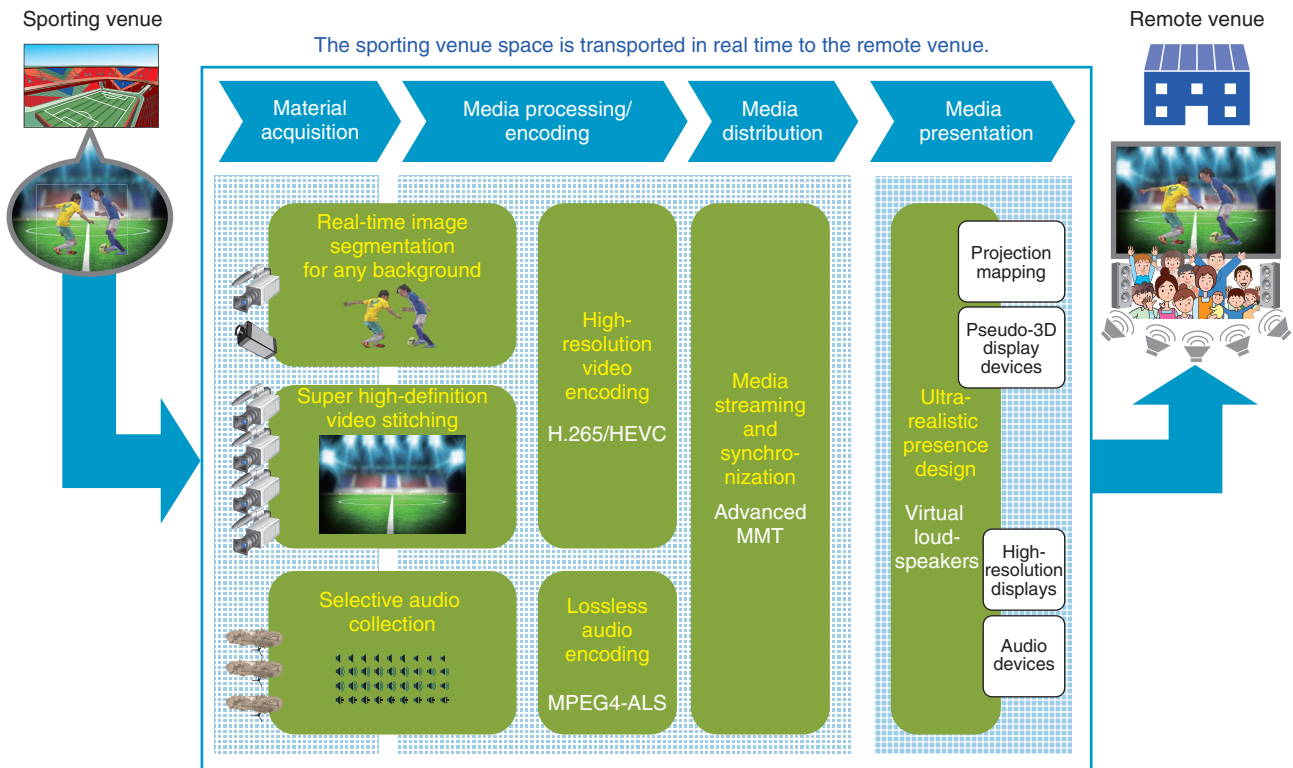 Sporting venue
Remote venue
The sporting venue space is transported in real time to the remote venue.
Material
acquisition
Media processing/
encoding
Media
distribution
Media
presentation
Real-time image
segmentation
for any background
Super high-definition
video stitching
Selective audio
collection
High-
resolution
video
encoding
H.265/HEVC
Lossless
audio
encoding
MPEG4-ALS
Media
streaming
and
synchro-
nization
Advanced
MMT
Ultra-
realistic
presence
design
Virtual
loud-
speakers
Projection
mapping
Pseudo-3D
display
devices
High-
resolution
displays
Audio
devices